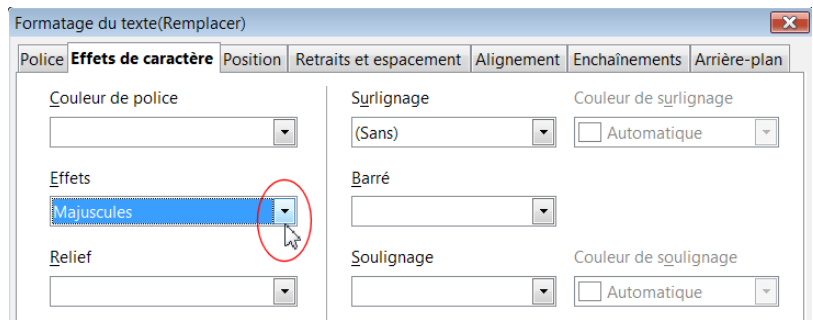 Formatage du texte(Remplacer)
Police Effets de caractère Position Retraits et espacement Alignement Enchaînements Arrière-plan
Couleur de police Surlignage Couleur de surlignage
(Sans) Automatique
Effets Barré
Majuscules
Relief Soulignage Couleur de soulignage
Automatique